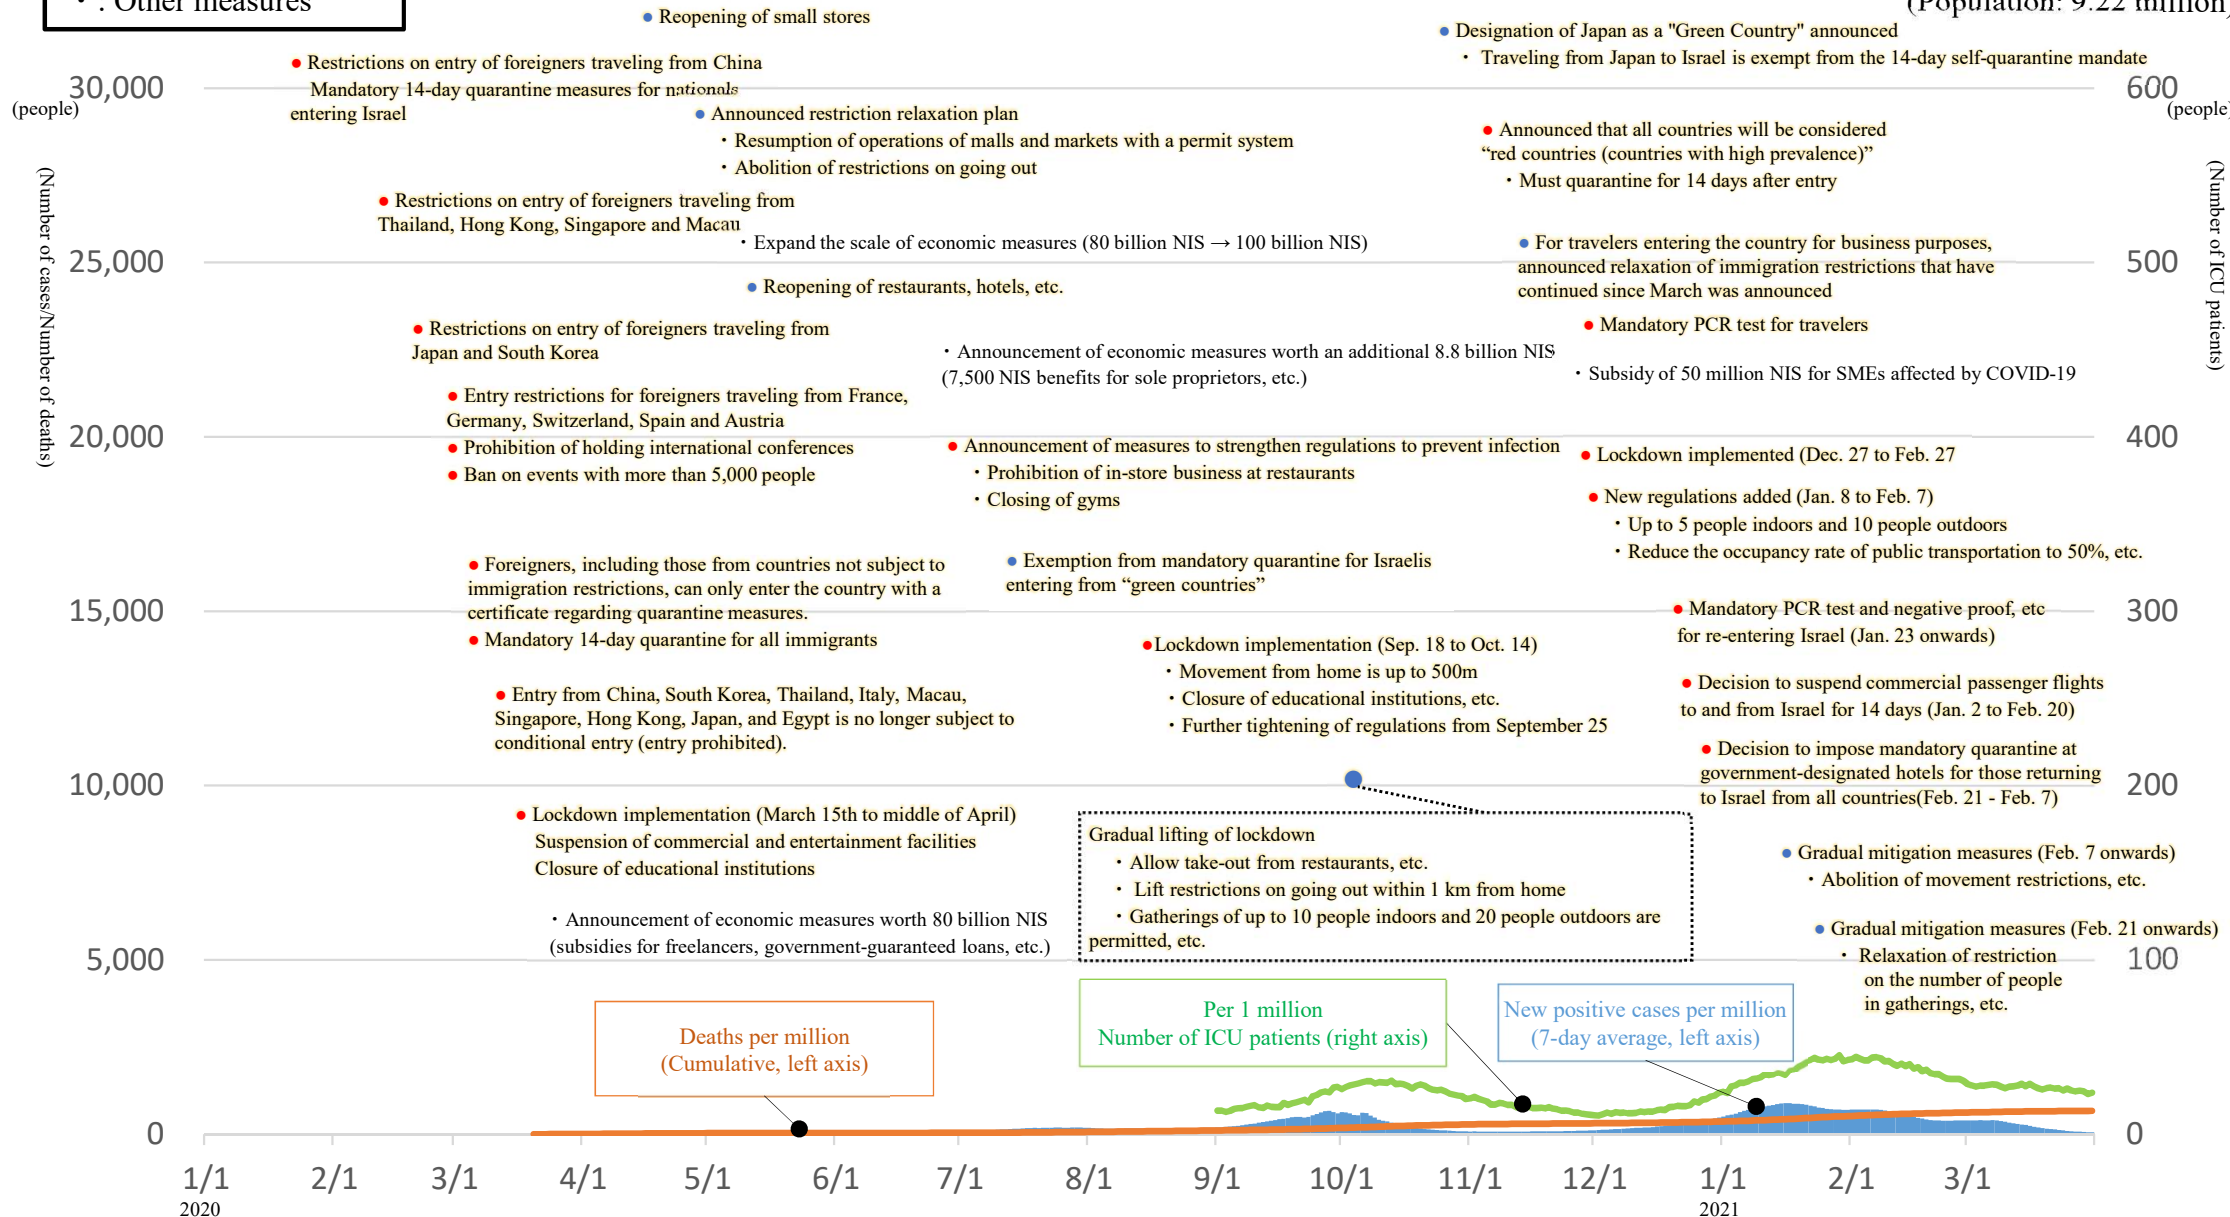 ・ : Other measures
(Population: 9.22 million)
● Reopening of small stores
● Designation of Japan as a "Green Country" announced
・ Traveling from Japan to Israel is exempt from the 14-day self-quarantine mandate
● Restrictions on entry of foreigners traveling from China
Mandatory 14-day quarantine measures for nationals
entering Israel
30,000
600
(people)
(people)
● Announced restriction relaxation plan
・ Resumption of operations of malls and markets with a permit system
・ Abolition of restrictions on going out
● Announced that all countries will be considered
“red countries (countries with high prevalence)”
・ Must quarantine for 14 days after entry
(Number of cases/Number of deaths)
(Number of ICU patients)
● Restrictions on entry of foreigners traveling from
Thailand, Hong Kong, Singapore and Macau
・ Expand the scale of economic measures (80 billion NIS → 100 billion NIS)
● For travelers entering the country for business purposes,
announced relaxation of immigration restrictions that have
continued since March was announced
25,000
500
● Reopening of restaurants, hotels, etc.
● Restrictions on entry of foreigners traveling from
Japan and South Korea
● Mandatory PCR test for travelers
・ Announcement of economic measures worth an additional 8.8 billion NIS
(7,500 NIS benefits for sole proprietors, etc.)
・ Subsidy of 50 million NIS for SMEs affected by COVID-19
● Entry restrictions for foreigners traveling from France,
Germany, Switzerland, Spain and Austria
● Prohibition of holding international conferences
● Ban on events with more than 5,000 people
20,000
400
● Announcement of measures to strengthen regulations to prevent infection
・ Prohibition of in-store business at restaurants
・ Closing of gyms
● Lockdown implemented (Dec. 27 to Feb. 27
● New regulations added (Jan. 8 to Feb. 7)
・ Up to 5 people indoors and 10 people outdoors
・ Reduce the occupancy rate of public transportation to 50%, etc.
● Foreigners, including those from countries not subject to
immigration restrictions, can only enter the country with a
certificate regarding quarantine measures.
● Mandatory 14-day quarantine for all immigrants
● Exemption from mandatory quarantine for Israelis
entering from “green countries”
15,000
300
● Mandatory PCR test and negative proof, etc
for re-entering Israel (Jan. 23 onwards)
● Lockdown implementation (Sep. 18 to Oct. 14)
・ Movement from home is up to 500m
・ Closure of educational institutions, etc.
・ Further tightening of regulations from September 25
● Entry from China, South Korea, Thailand, Italy, Macau,
Singapore, Hong Kong, Japan, and Egypt is no longer subject to
conditional entry (entry prohibited).
● Decision to suspend commercial passenger flights
to and from Israel for 14 days (Jan. 2 to Feb. 20)
● Decision to impose mandatory quarantine at
government-designated hotels for those returning
to Israel from all countries(Feb. 21 - Feb. 7)
10,000
200
● Lockdown implementation (March 15th to middle of April)
Suspension of commercial and entertainment facilities
Closure of educational institutions
Gradual lifting of lockdown
・ Allow take-out from restaurants, etc.
・ Lift restrictions on going out within 1 km from home
・ Gatherings of up to 10 people indoors and 20 people outdoors are
permitted, etc.
● Gradual mitigation measures (Feb. 7 onwards)
・ Abolition of movement restrictions, etc.
・ Announcement of economic measures worth 80 billion NIS
(subsidies for freelancers, government-guaranteed loans, etc.)
● Gradual mitigation measures (Feb. 21 onwards)
・ Relaxation of restriction
on the number of people
in gatherings, etc.
5,000
100
Deaths per million
(Cumulative, left axis)
Per 1 million
Number of ICU patients (right axis)
New positive cases per million
(7-day average, left axis)
0
0
1/1 2/1 3/1 4/1 5/1 6/1 7/1 8/1 9/1 10/1 11/1 12/1 1/1 2/1 3/1
2020 2021